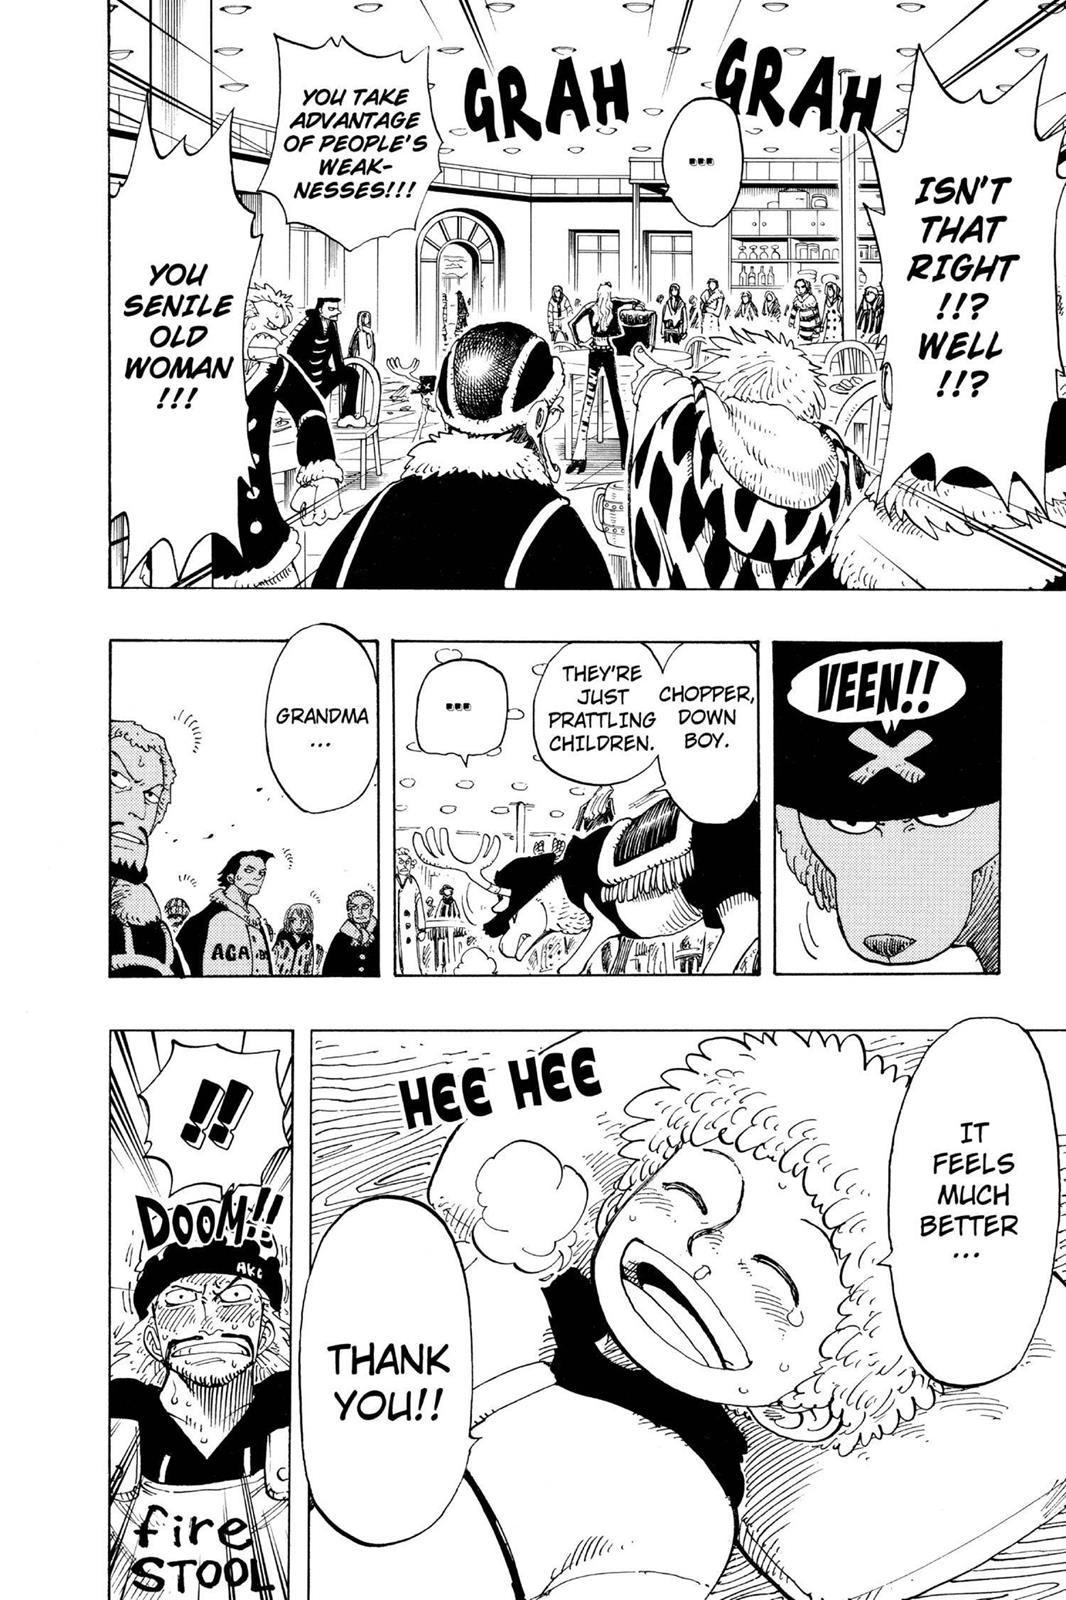 GRAH
GRAH
ISN'T
THAT
RIGHT
!!?
WELL
!!?
...
YOU TAKE
ADVANTAGE
OF PEOPLE'S
WEAK-
NESSES!!!
YOU
SENILE
OLD
WOMAN
!!!
VEEN!!
CHOPPER,
DOWN
BOY.
THEY'RE
JUST
PRATTLING
CHILDREN.
...
GRANDMA
...
AGA
IT
FEELS
MUCH
BETTER
...
HEE HEE
THANK
YOU!!
!!
DOOM!!
AKG
fire
STOOL